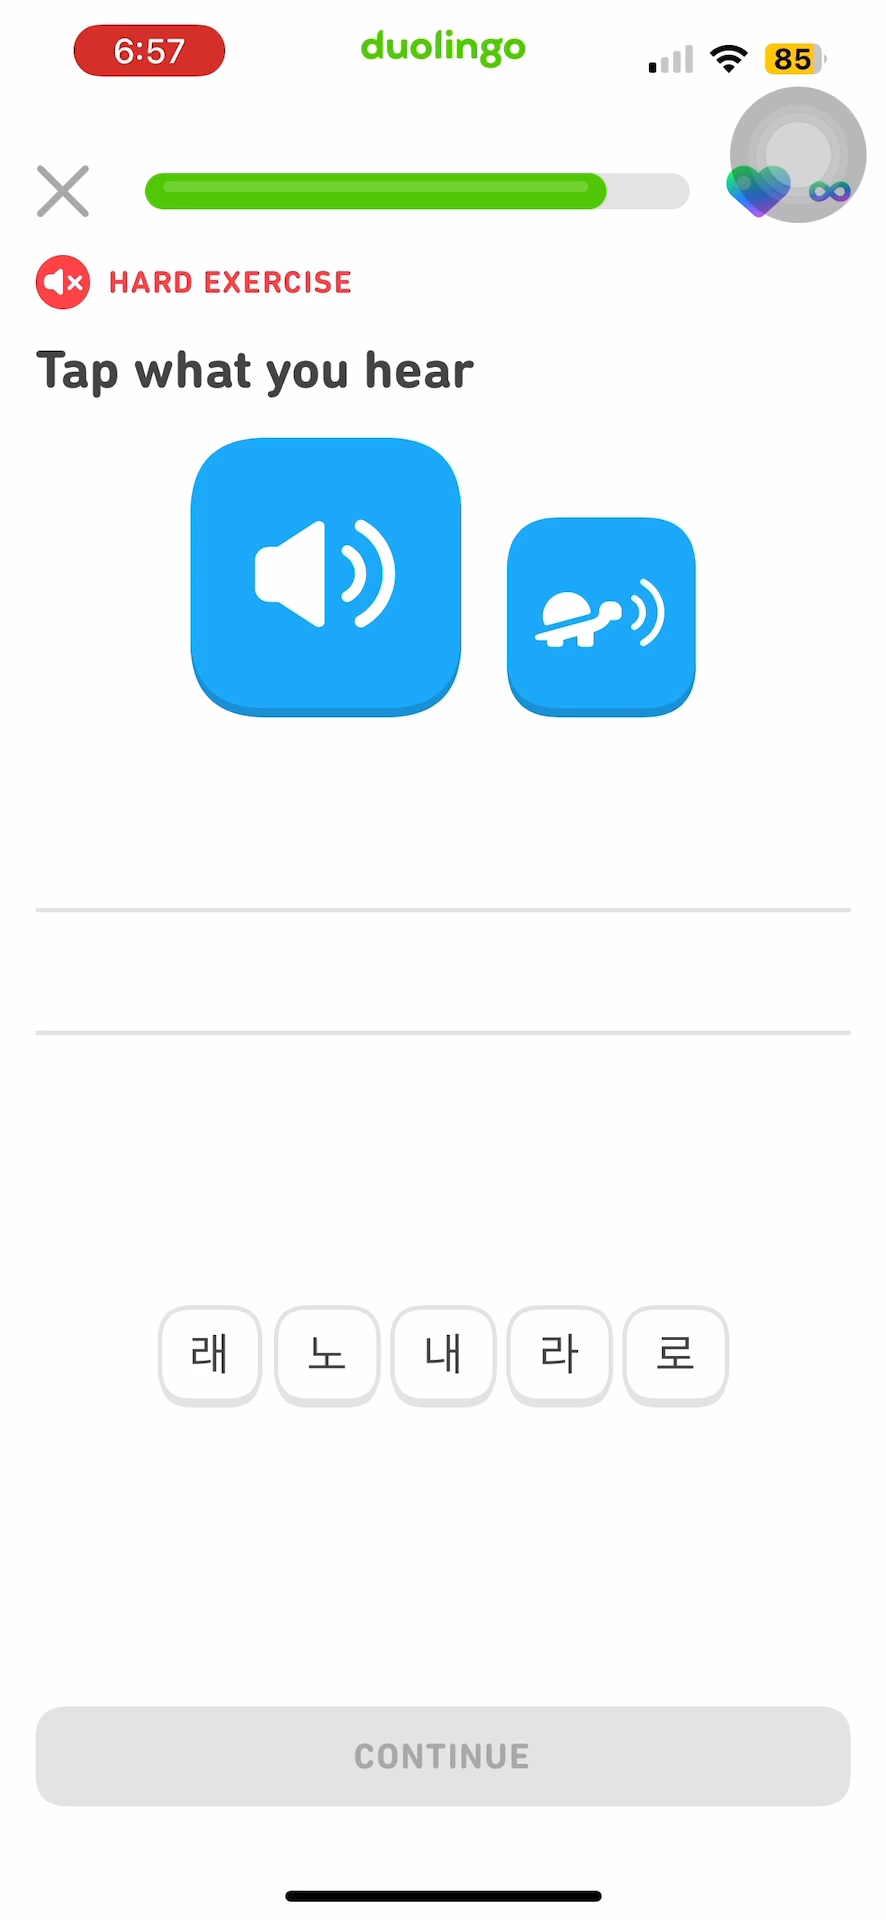 6:57
duolingo
85
HARD EXERCISE
Tap what you hear
래 노 내 라 로
CONTINUE